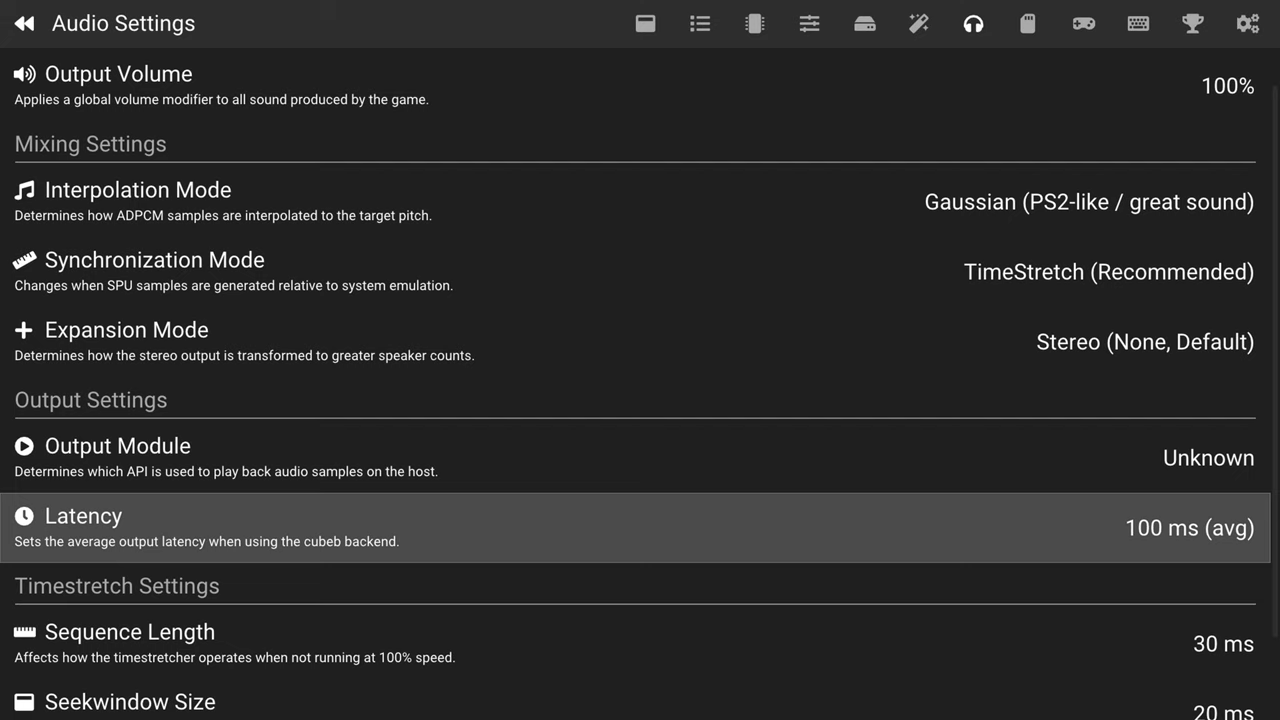 Audio Settings
Output Volume
100%
Applies a global volume modifier to all sound produced by the game.
Mixing Settings
Interpolation Mode
Gaussian (PS2-like / great sound)
Determines how ADPCM samples are interpolated to the target pitch.
Synchronization Mode
TimeStretch (Recommended)
Changes when SPU samples are generated relative to system emulation.
Expansion Mode
Stereo (None, Default)
Determines how the stereo output is transformed to greater speaker counts.
Output Settings
Output Module
Unknown
Determines which API is used to play back audio samples on the host.
Latency
100 ms (avg)
Sets the average output latency when using the cubeb backend.
Timestretch Settings
Sequence Length
30 ms
Affects how the timestretcher operates when not running at 100% speed.
Seekwindow Size
20 ms